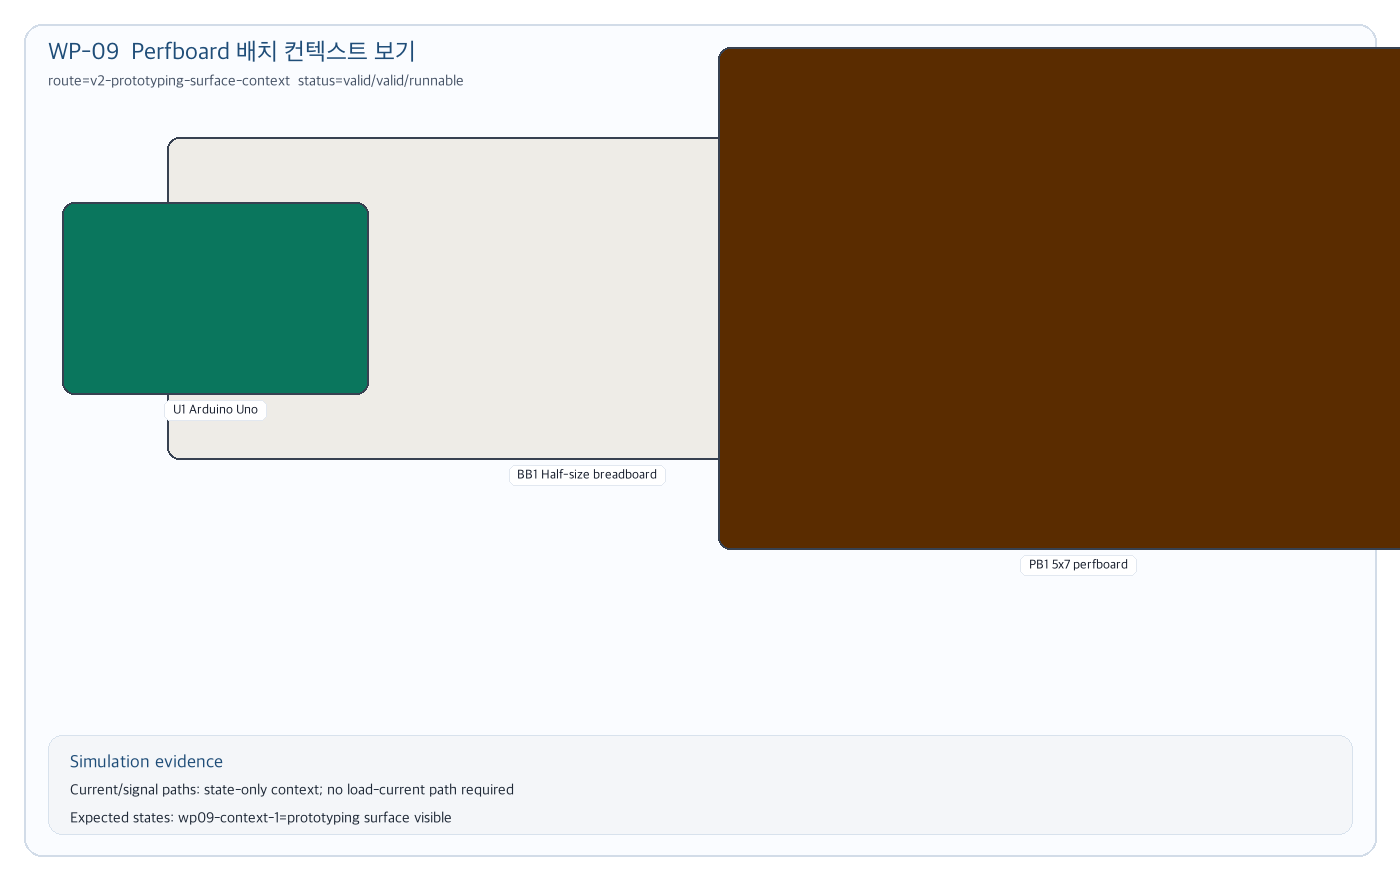 WP-09  Perfboard 배치 컨텍스트 보기
route=v2-prototyping-surface-context  status=valid/valid/runnable
U1 Arduino Uno
BB1 Half-size breadboard
PB1 5x7 perfboard
Simulation evidence
Current/signal paths: state-only context; no load-current path required
Expected states: wp09-context-1=prototyping surface visible